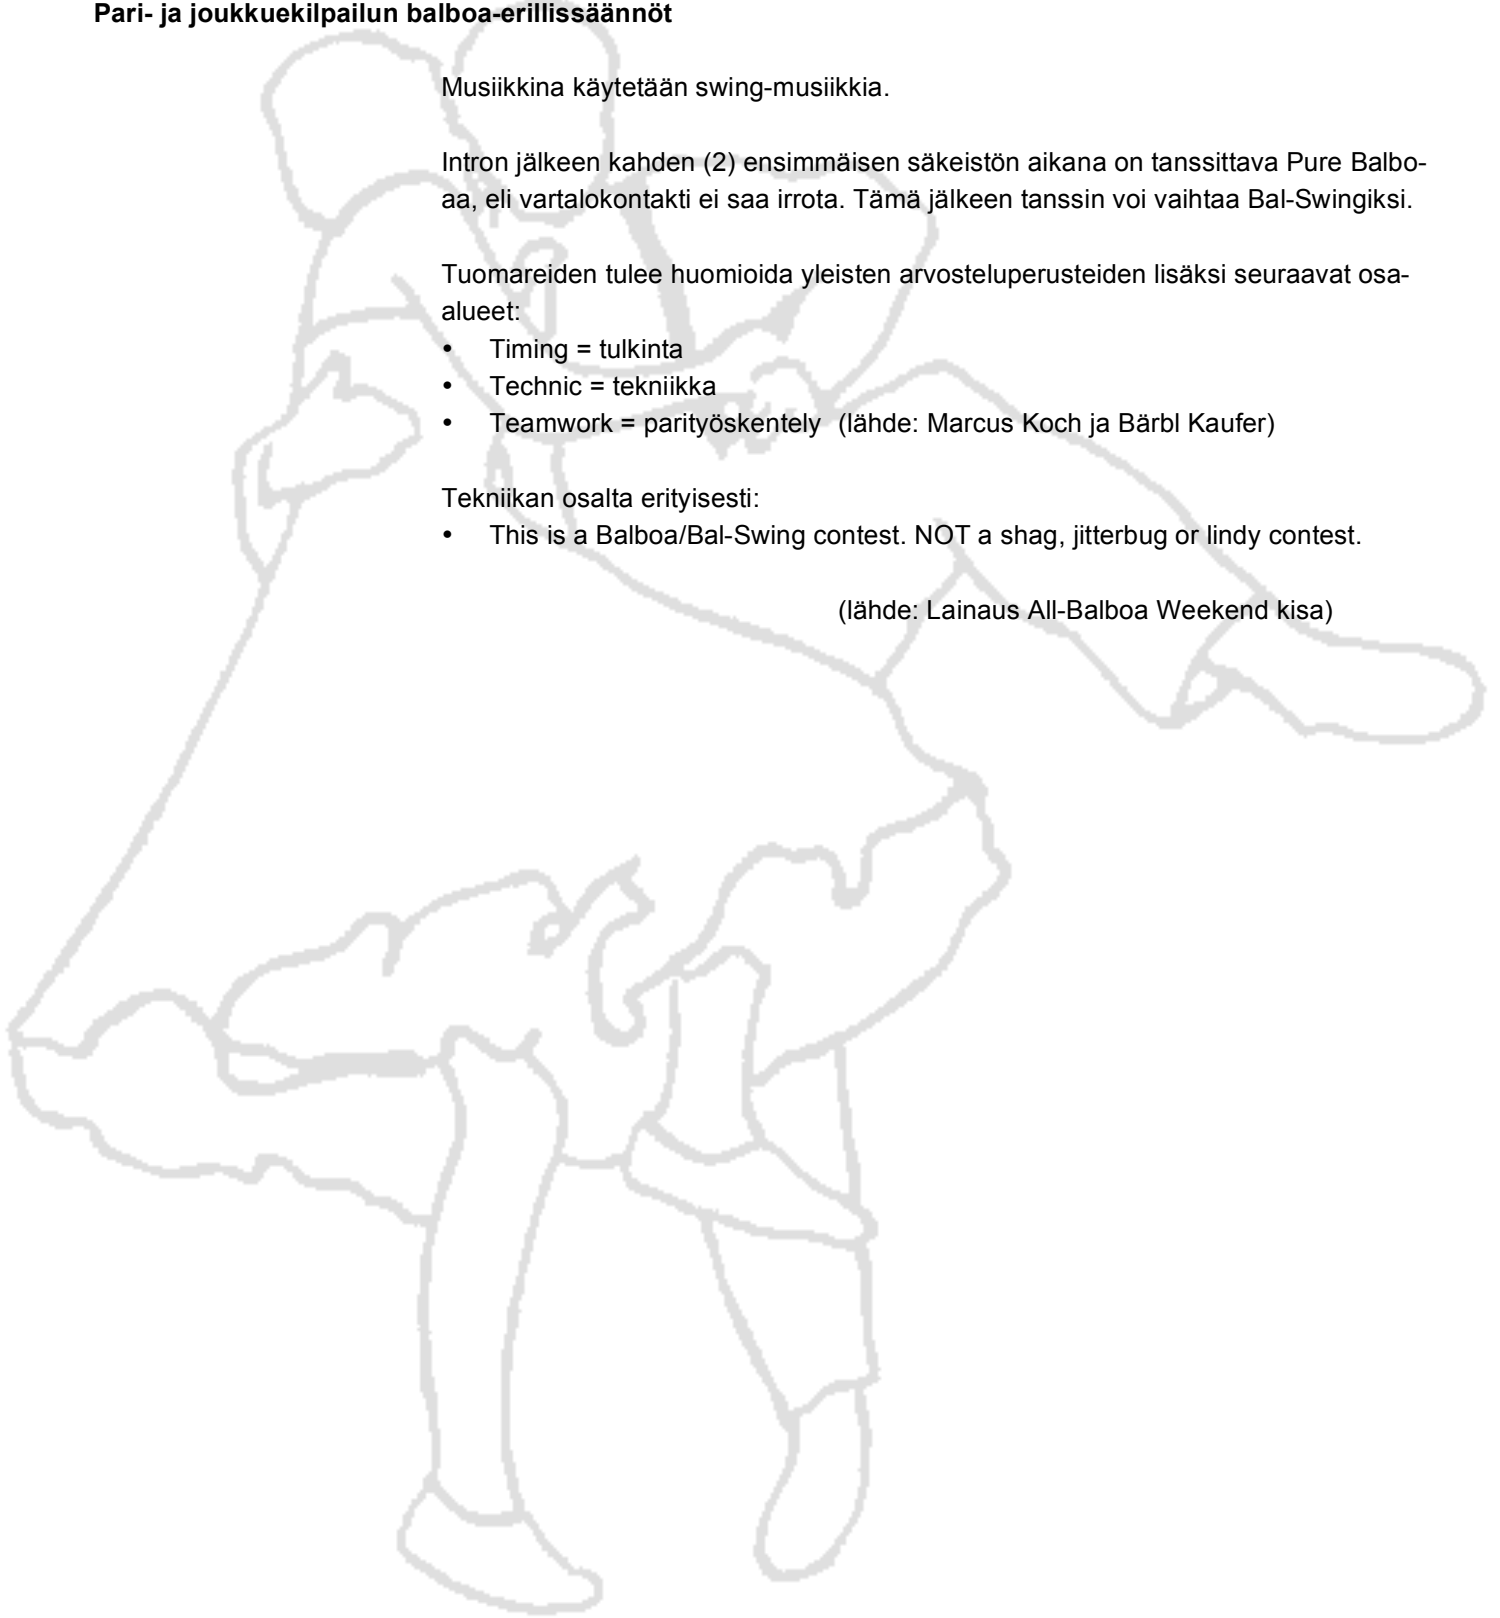 Pari- ja joukkuekilpailun balboa-erillissäännöt
Musiikkina käytetään swing-musiikkia.
Intron jälkeen kahden (2) ensimmäisen säkeistön aikana on tanssittava Pure Balbo-
aa, eli vartalokontakti ei saa irrota. Tämä jälkeen tanssin voi vaihtaa Bal-Swingiksi.
Tuomareiden tulee huomioida yleisten arvosteluperusteiden lisäksi seuraavat osa-
alueet:
• Timing = tulkinta
• Technic = tekniikka
• Teamwork = parityöskentely (lähde: Marcus Koch ja Bärbl Kaufer)
Tekniikan osalta erityisesti:
• This is a Balboa/Bal-Swing contest. NOT a shag, jitterbug or lindy contest.
(lähde: Lainaus All-Balboa Weekend kisa)